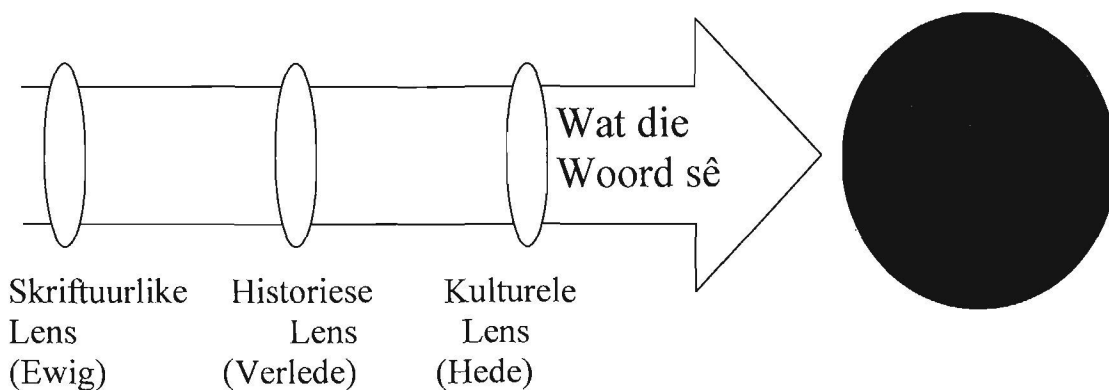 Wat die
Woord sê
Skriftuurlike
Lens
(Ewig)
Historiese
Lens
(Verlede)
Kulturele
Lens
(Hede)